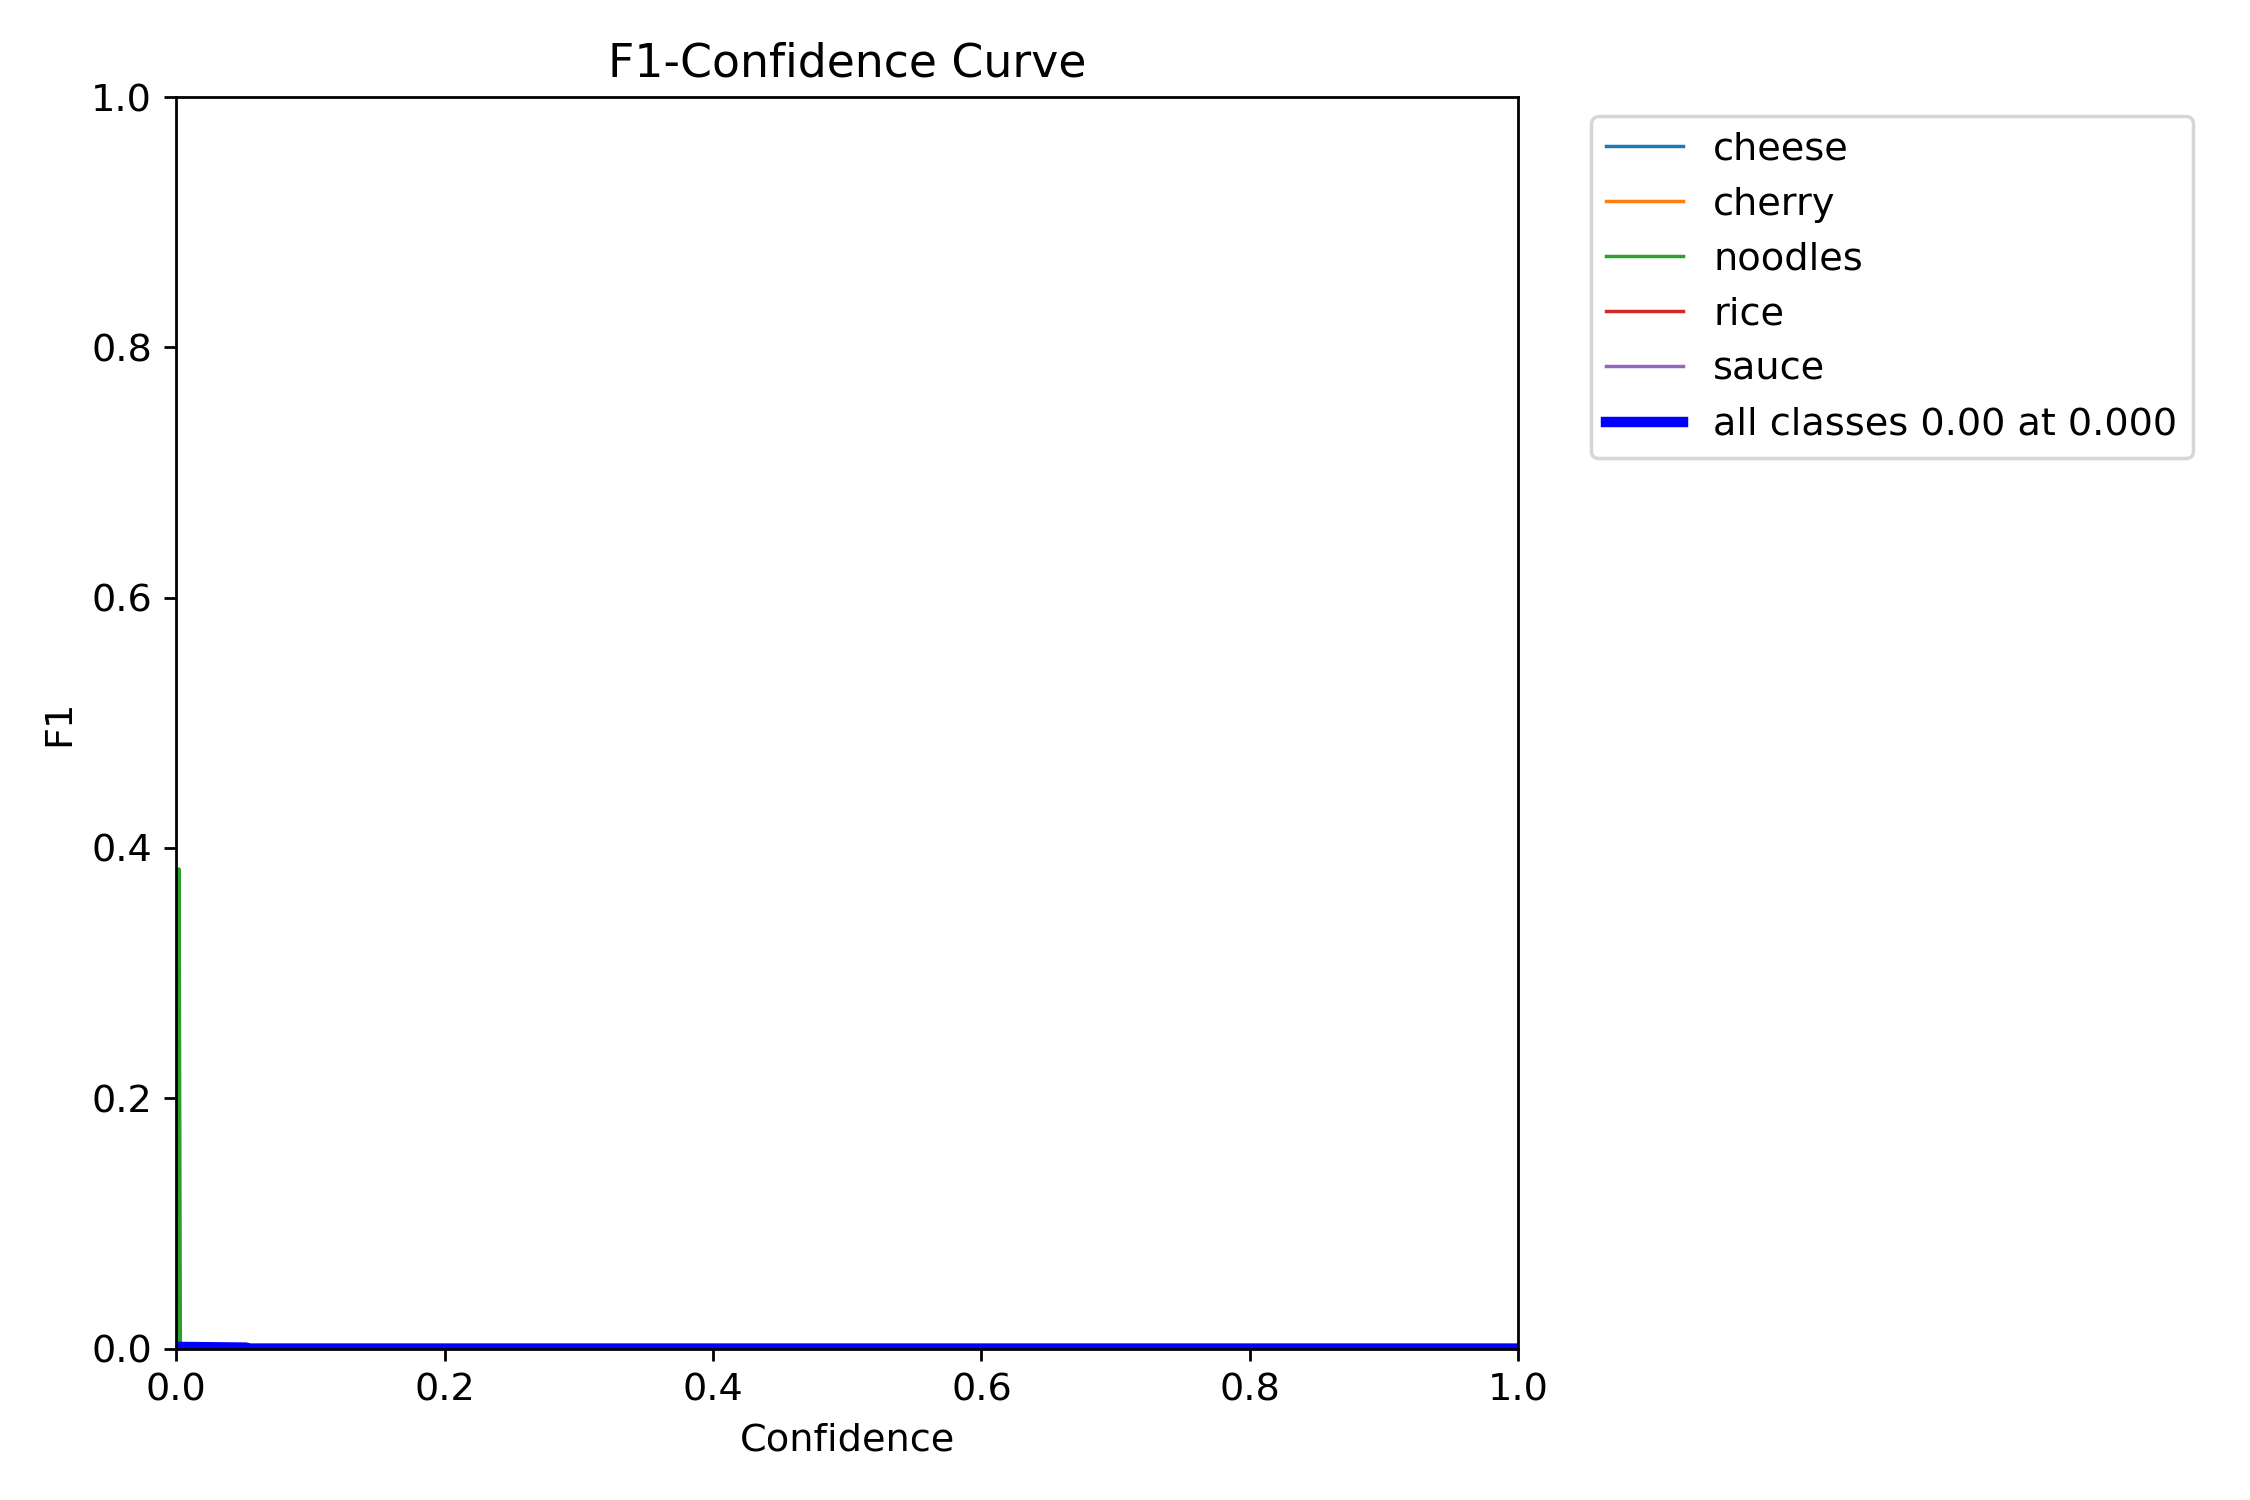 F1-Confidence Curve
1.0
0.8
0.6
0.4
0.2
0.0
F1
0.0 0.2 0.4 0.6 0.8 1.0
Confidence
cheese
cherry
noodles
rice
sauce
all classes 0.00 at 0.000